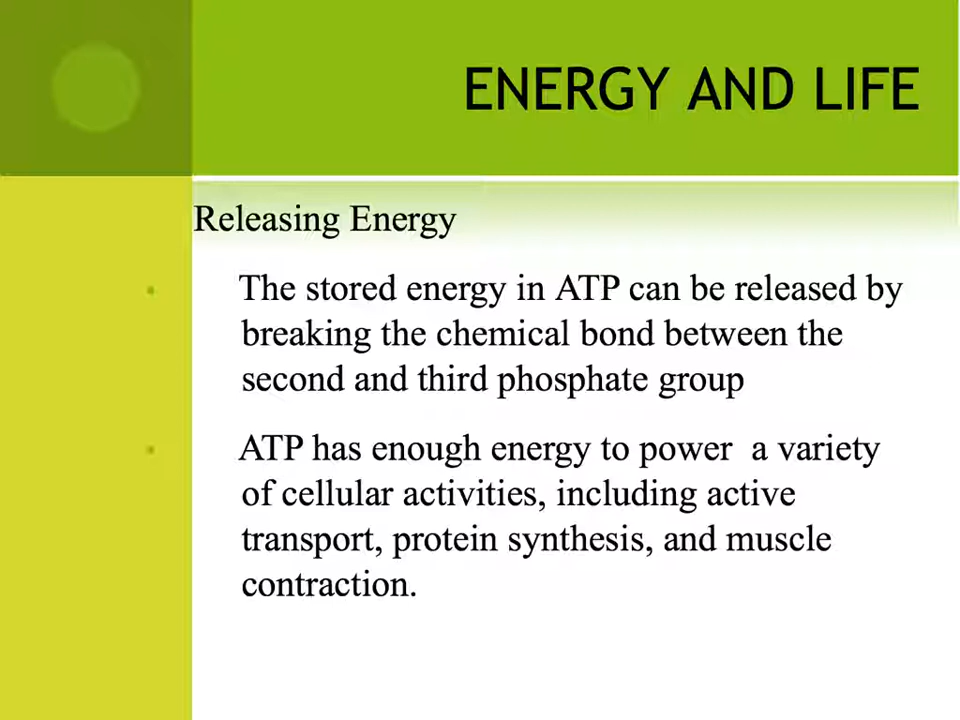 ENERGY AND LIFE
Releasing Energy
• The stored energy in ATP can be released by
breaking the chemical bond between the
second and third phosphate group
• ATP has enough energy to power  a variety
of cellular activities, including active
transport, protein synthesis, and muscle
contraction.